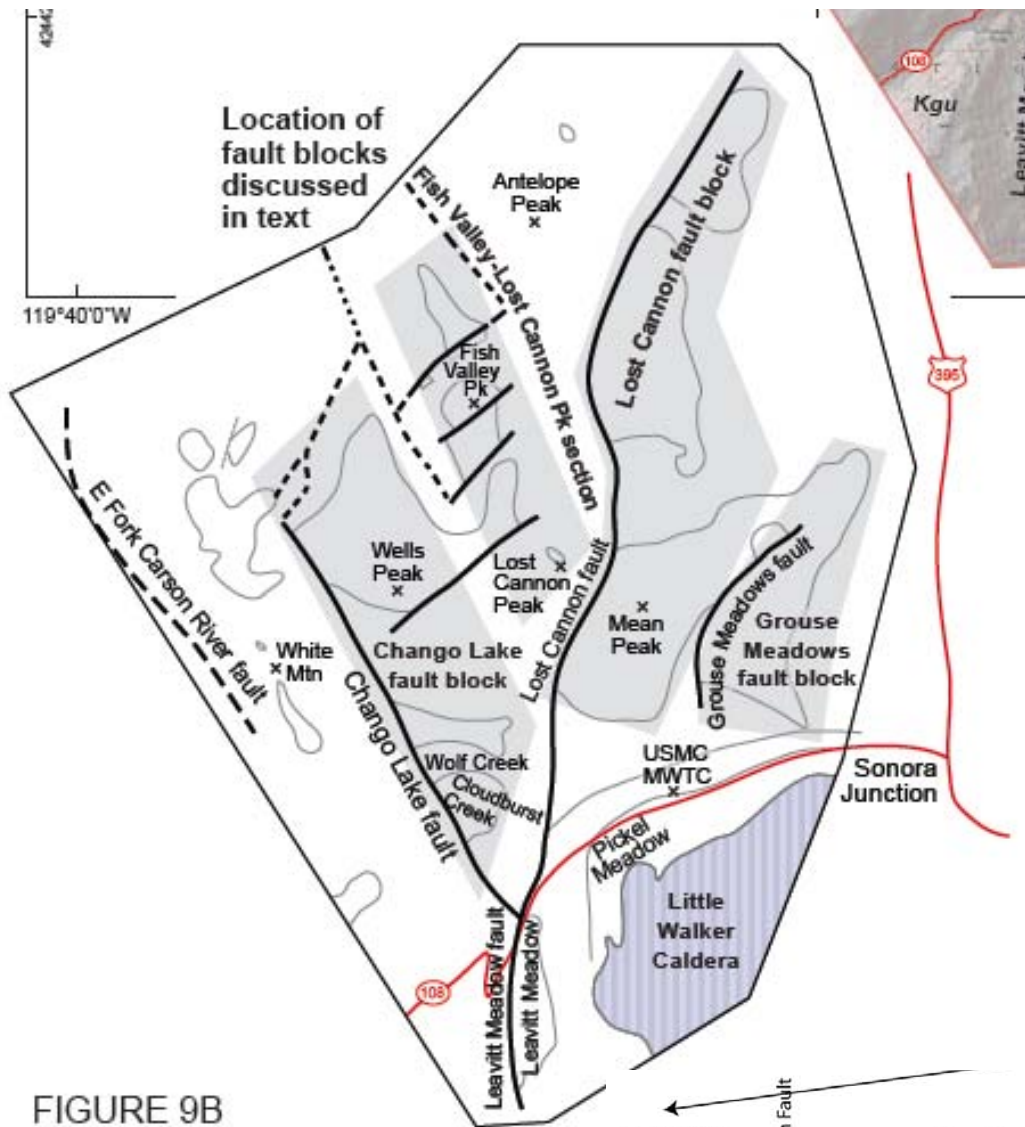 4244
108
Kgu
Location of
fault blocks
discussed
in text
Antelope
Peak
Fish Valley-Lost Cannon Pk section
Lost Cannon fault block
119°40'0"W
395
Fish
Valley
Pk
E Fork Carson River fault
Wells
Peak
Lost
Cannon
Peak
Lost Cannon fault
Mean
Peak
Grouse Meadows fault
Grouse
Meadows
fault block
White
Mtn
Chango Lake
fault block
Chango Lake fault
Wolf Creek
Cloudburst
Creek
USMC
MWTC
Sonora
Junction
Pickel
Meadow
Little
Walker
Caldera
Leavitt Meadow fault
Leavitt Meadow
108
FIGURE 9B
Fault